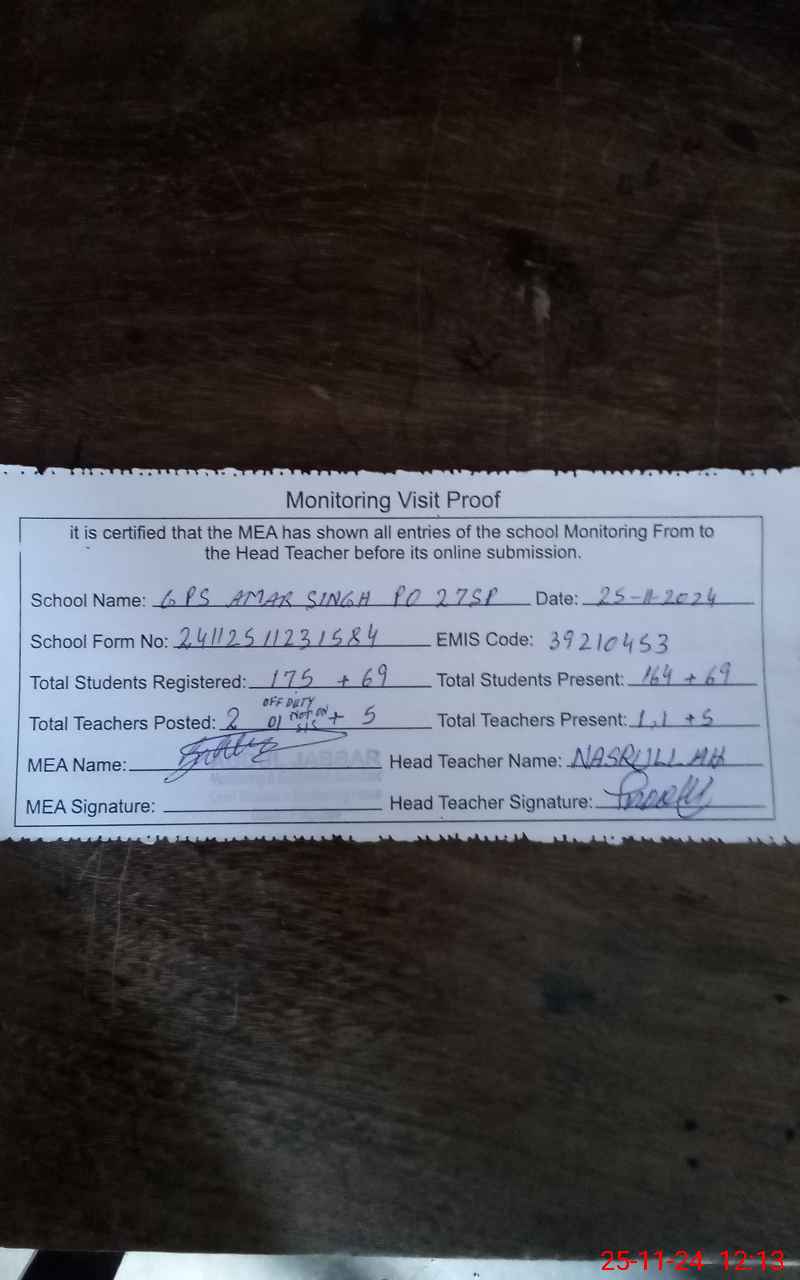 Monitoring Visit Proof
it is certified that the MEA has shown all entries of the school Monitoring From to
the Head Teacher before its online submission.
School Name: GPS AMAR SINGH PO 27SP Date: 25-11-2024
School Form No: 24112511231584 EMIS Code: 39210453
Total Students Registered: 175 + 69 Total Students Present: 164 + 69
OFF DUTY
Total Teachers Posted: 2 01 NOT ON SIS + 5 Total Teachers Present: 1,1 +5
MEA Name: Head Teacher Name: NASRULLAH
MEA Signature: Head Teacher Signature:
25-11-24 12:13